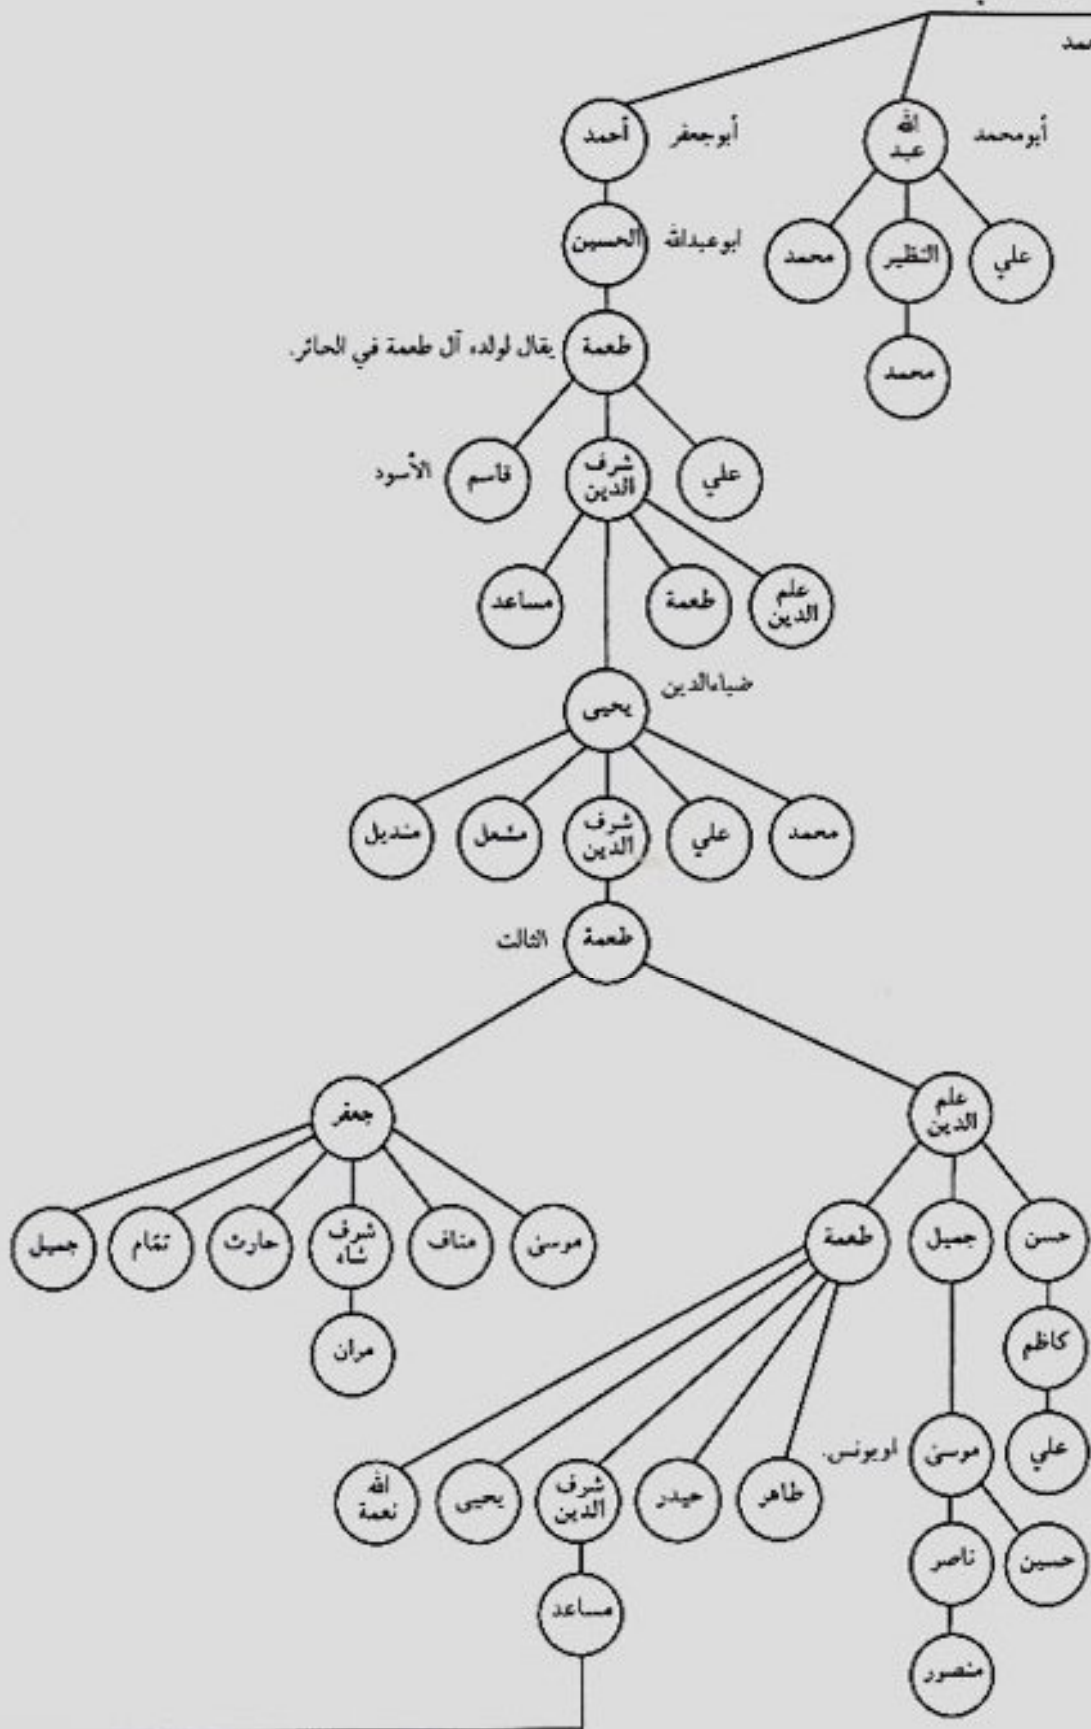 أبومحمد
الله
عبد
أبوجعفر
أحمد
علي
النظير
محمد
ابوعبدالله
الحسين
محمد
طعمة
يقال لولده آل طعمة في الحائر.
علي
شرف
الدين
قاسم
الأسود
علم
الدين
طعمة
مساعد
ضياءالدين
يحيى
محمد
علي
شرف
الدين
مشعل
منديل
طعمة
الثالث
علم
الدين
جعفر
حسن
جميل
طعمة
موسى
مناف
شرف
شاه
حارث
تمّام
جميل
كاظم
مران
علي
موسى
اويونس.
طاهر
حيدر
شرف
الدين
يحيى
الله
نعمة
حسين
ناصر
مساعد
منصور